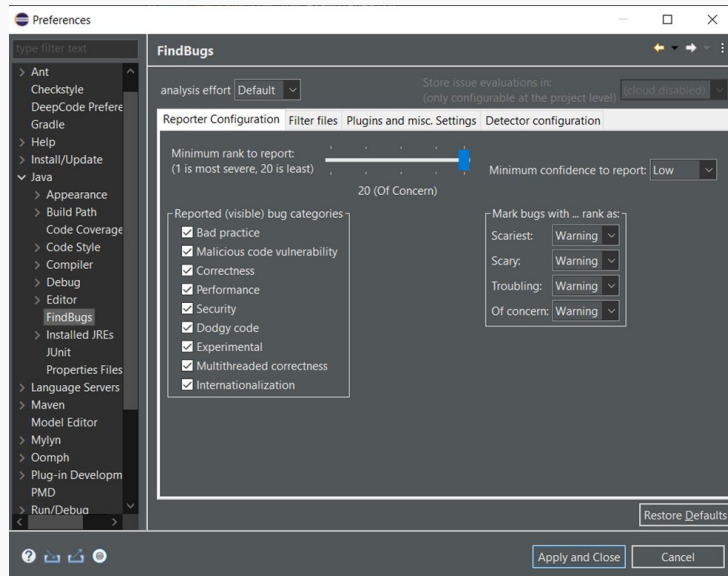 Preferences
type filter text
Ant
Checkstyle
DeepCode Prefere
Gradle
Help
Install/Update
Java
Appearance
Build Path
Code Coverage
Code Style
Compiler
Debug
Editor
FindBugs
Installed JREs
JUnit
Properties Files
Language Servers
Maven
Model Editor
Mylyn
Oomph
Plug-in Developm
PMD
Run/Debug
FindBugs
analysis effort Default
Store issue evaluations in:
(only configurable at the project level)
(cloud disabled)
Reporter Configuration Filter files Plugins and misc. Settings Detector configuration
Minimum rank to report:
(1 is most severe, 20 is least)
20 (Of Concern)
Minimum confidence to report: Low
Reported (visible) bug categories
Bad practice
Malicious code vulnerability
Correctness
Performance
Security
Dodgy code
Experimental
Multithreaded correctness
Internationalization
Mark bugs with ... rank as:
Scariest: Warning
Scary: Warning
Troubling: Warning
Of concern: Warning
Restore Defaults
Apply and Close
Cancel